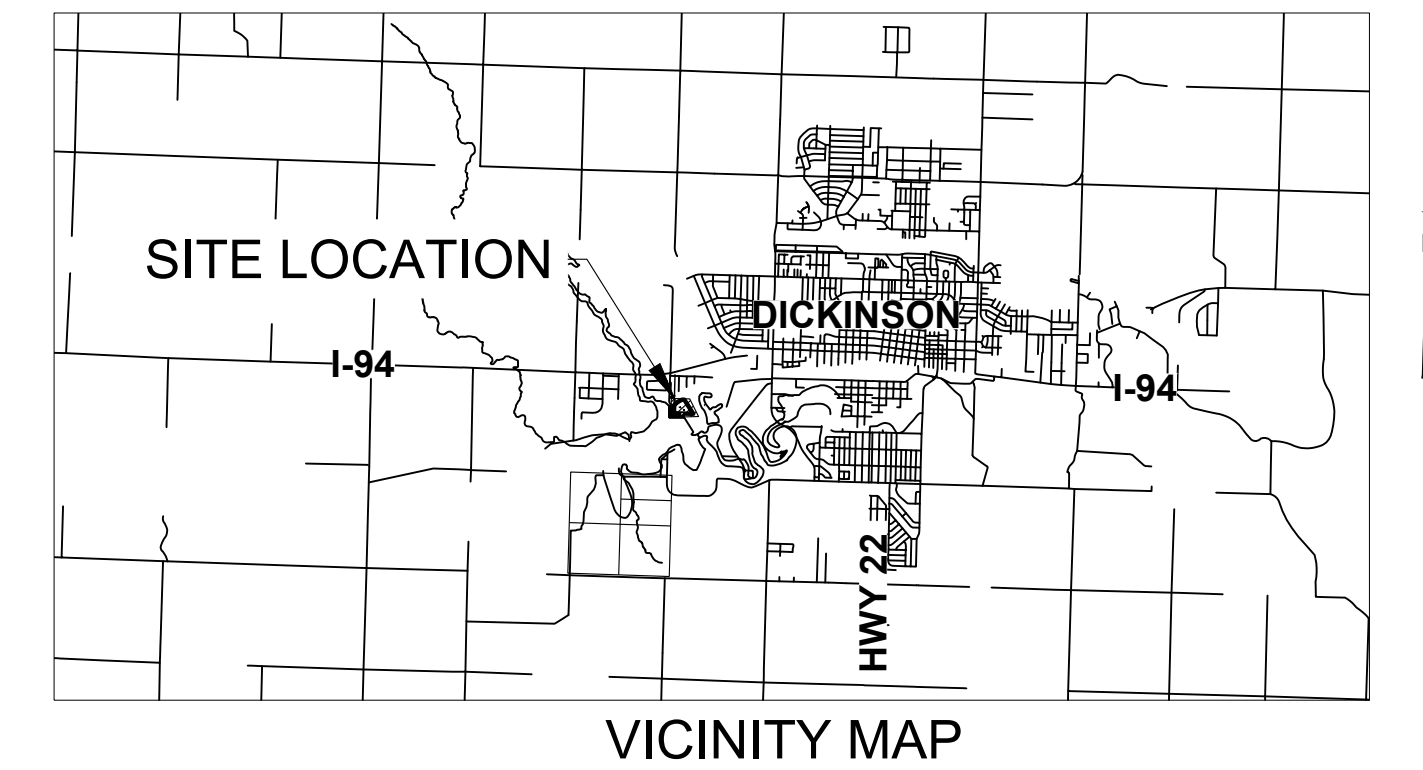 SITE LOCATION
DICKINSON
I-94
I-94
HWY 22
VICINITY MAP